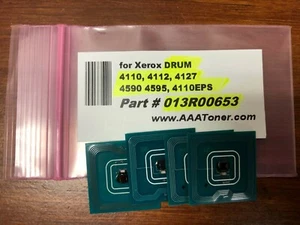 for Xerox DRUM
4110, 4112, 4127
4590 4595, 4110EPS
Part # 013R00653
www.AAAToner.com